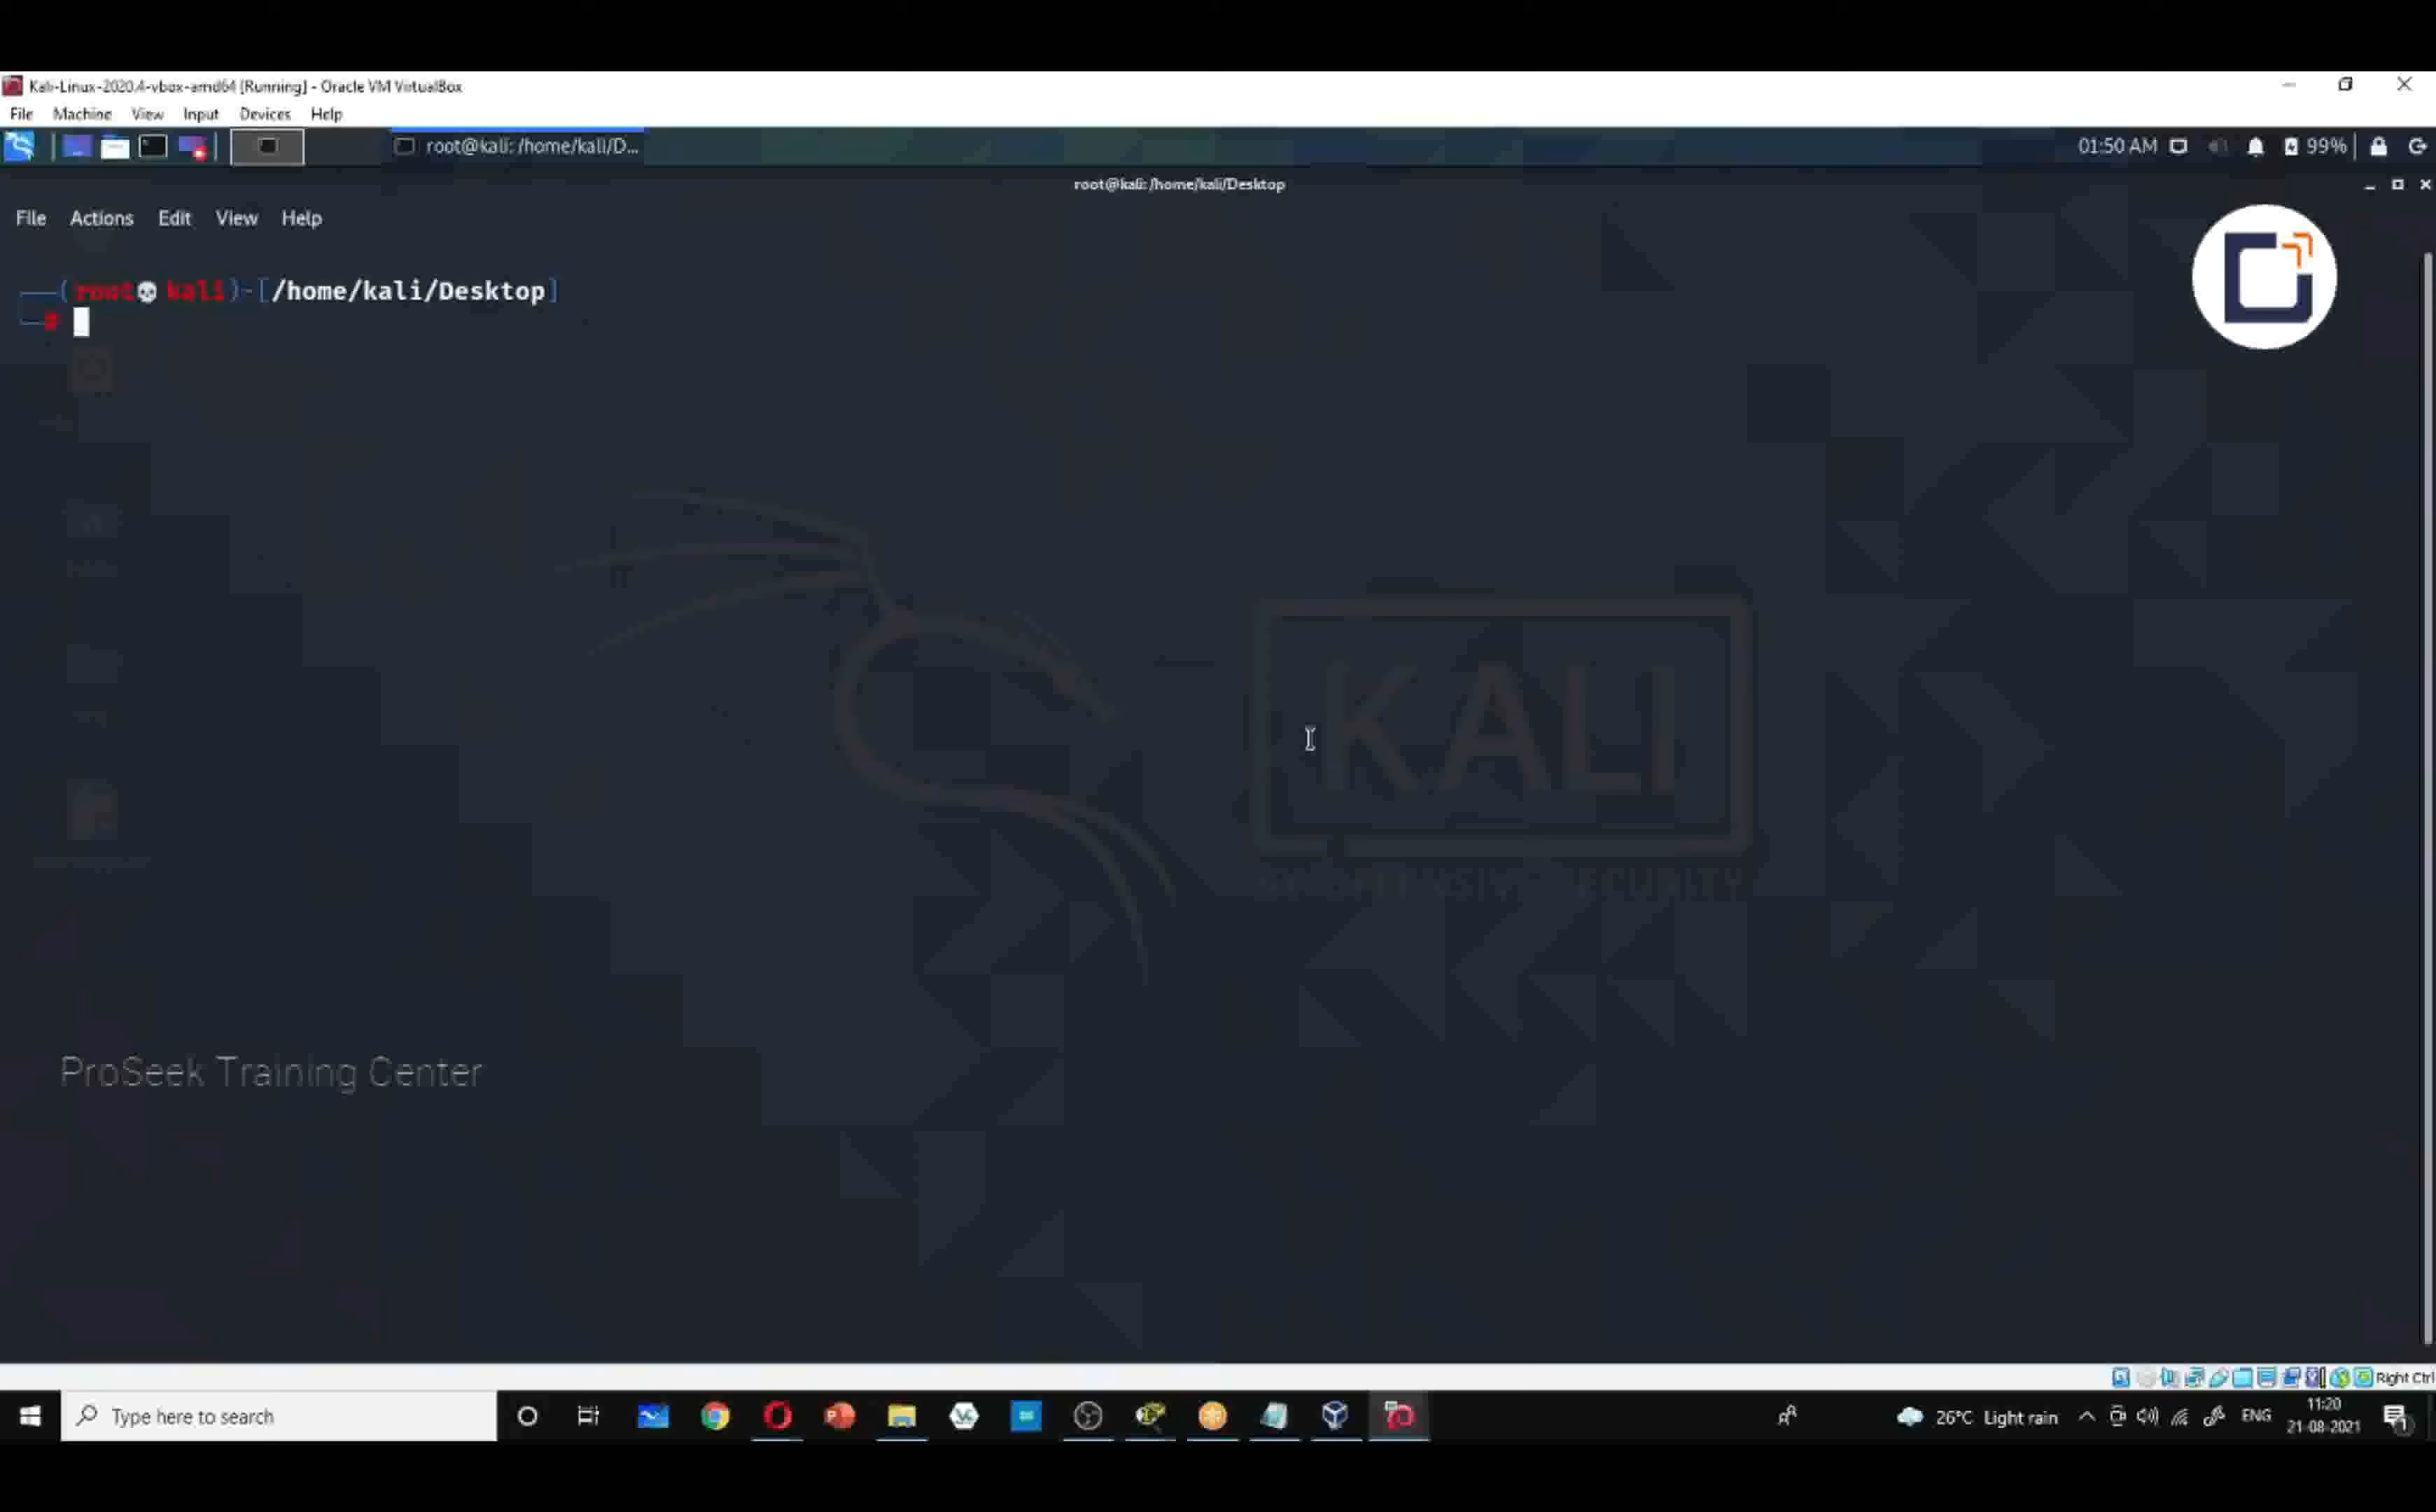 Kali-Linux-2020.4-vbox-amd64 [Running] - Oracle VM VirtualBox
File Machine View Input Devices Help
root@kali: /home/kali/D... 01:50 AM 99%
root@kali: /home/kali/Desktop
File Actions Edit View Help
(root💀kali)-[/home/kali/Desktop]
#
KALI
BY OFFENSIVE SECURITY
ProSeek Training Center
Right Ctrl
Type here to search 26°C Light rain ENG 11:20
21-08-2021